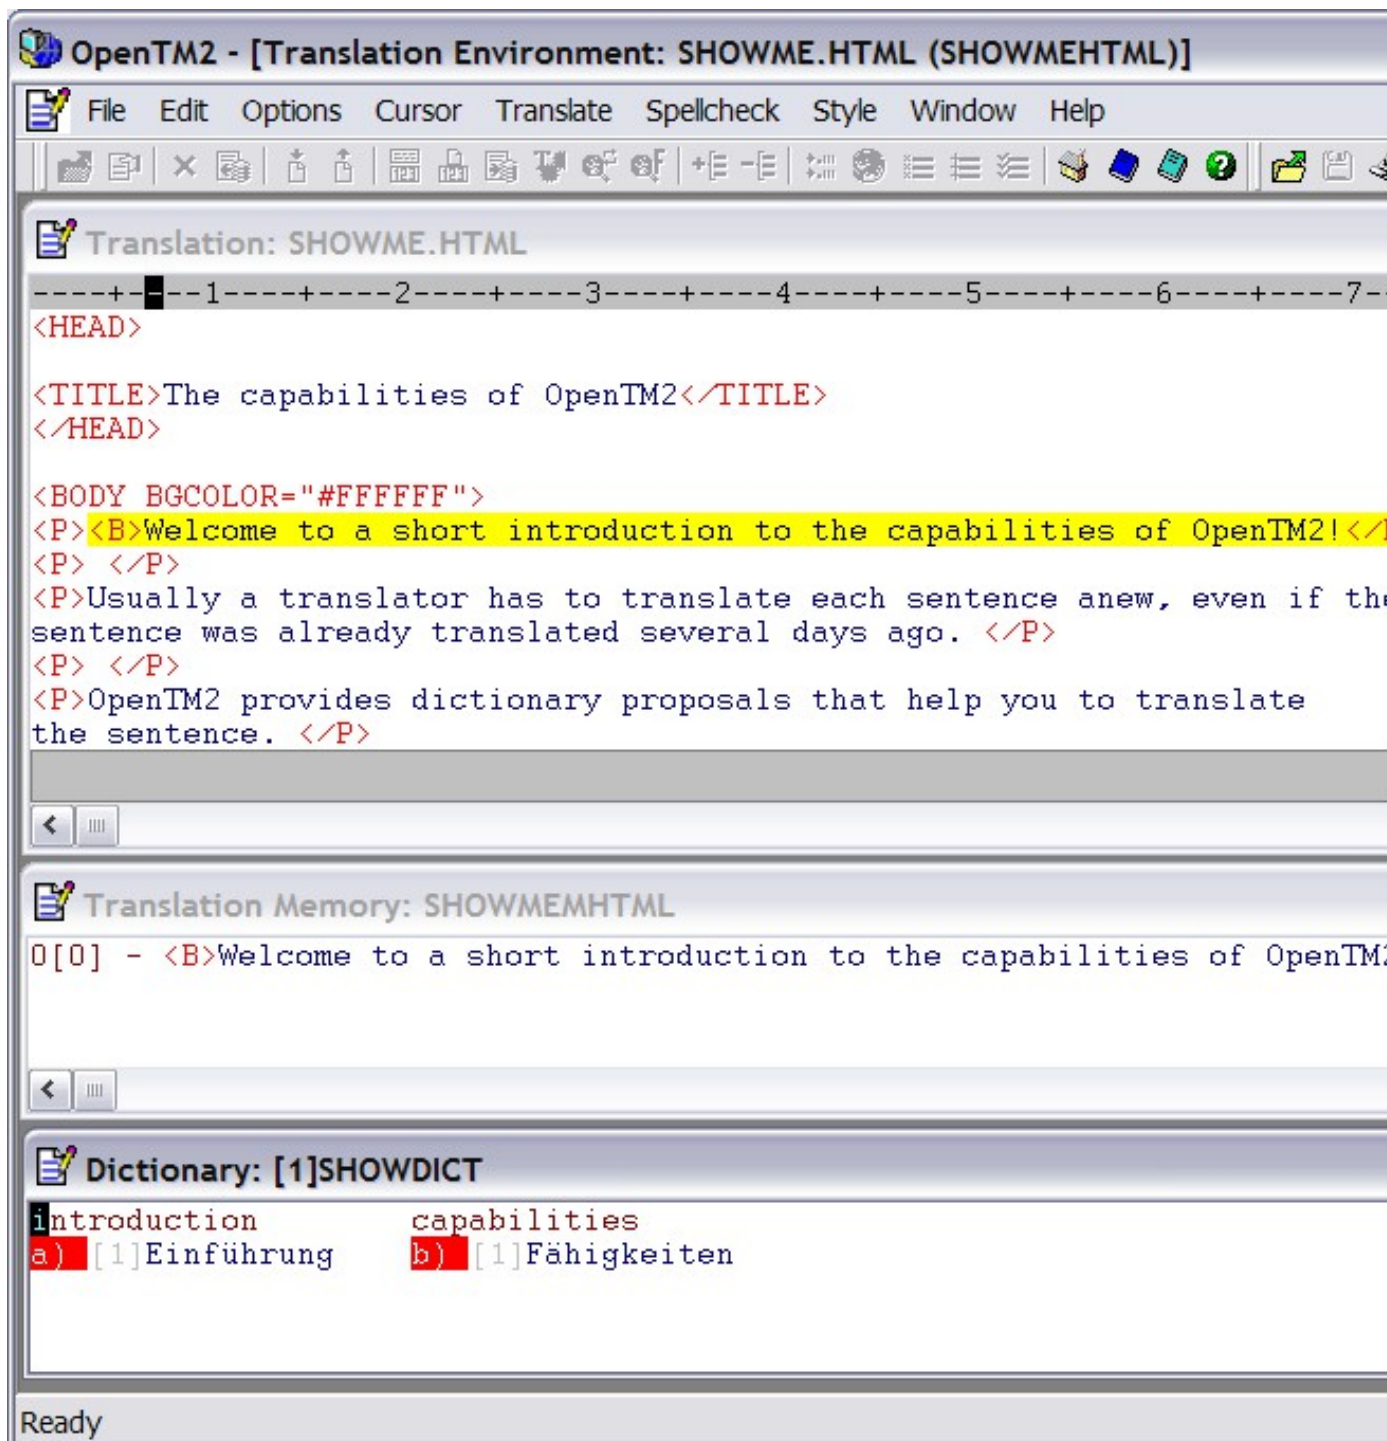 OpenTM2 - [Translation Environment: SHOWME.HTML (SHOWMEHTML)]
File Edit Options Cursor Translate Spellcheck Style Window Help
Translation: SHOWME.HTML
----+----1----+----2----+----3----+----4----+----5----+----6----+----7-
<HEAD>
<TITLE>The capabilities of OpenTM2</TITLE>
</HEAD>
<BODY BGCOLOR="#FFFFFF">
<P><B>Welcome to a short introduction to the capabilities of OpenTM2!</
<P> </P>
<P>Usually a translator has to translate each sentence anew, even if the
sentence was already translated several days ago. </P>
<P> </P>
<P>OpenTM2 provides dictionary proposals that help you to translate
the sentence. </P>
Translation Memory: SHOWMEMHTML
0[0] - <B>Welcome to a short introduction to the capabilities of OpenTM2
Dictionary: [1]SHOWDICT
introduction capabilities
a) [1]Einführung b) [1]Fähigkeiten
Ready